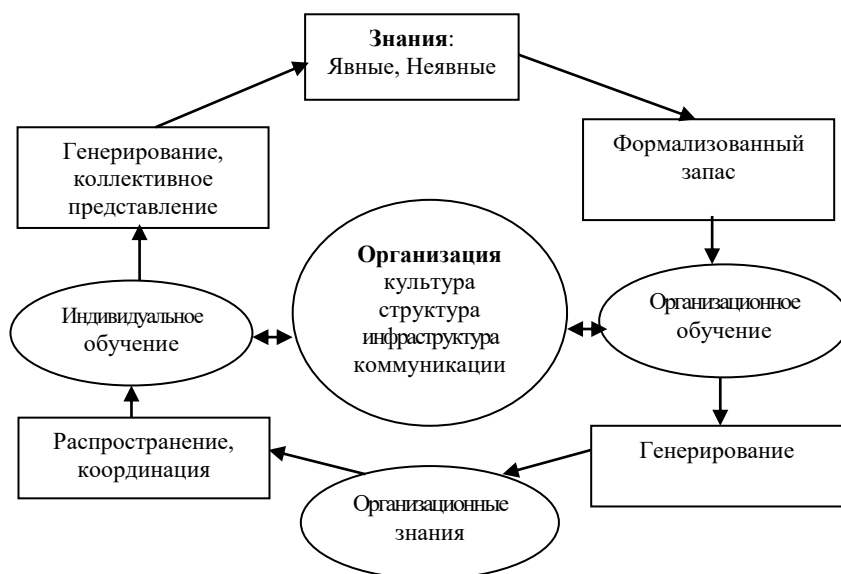 Знания:
Явные, Неявные
Генерирование,
коллективное
представление
Формализованный
запас
Организация
культура
структура
инфраструктура
коммуникации
Индивидуальное
обучение
Организационное
обучение
Распространение,
координация
Генерирование
Организационные
знания